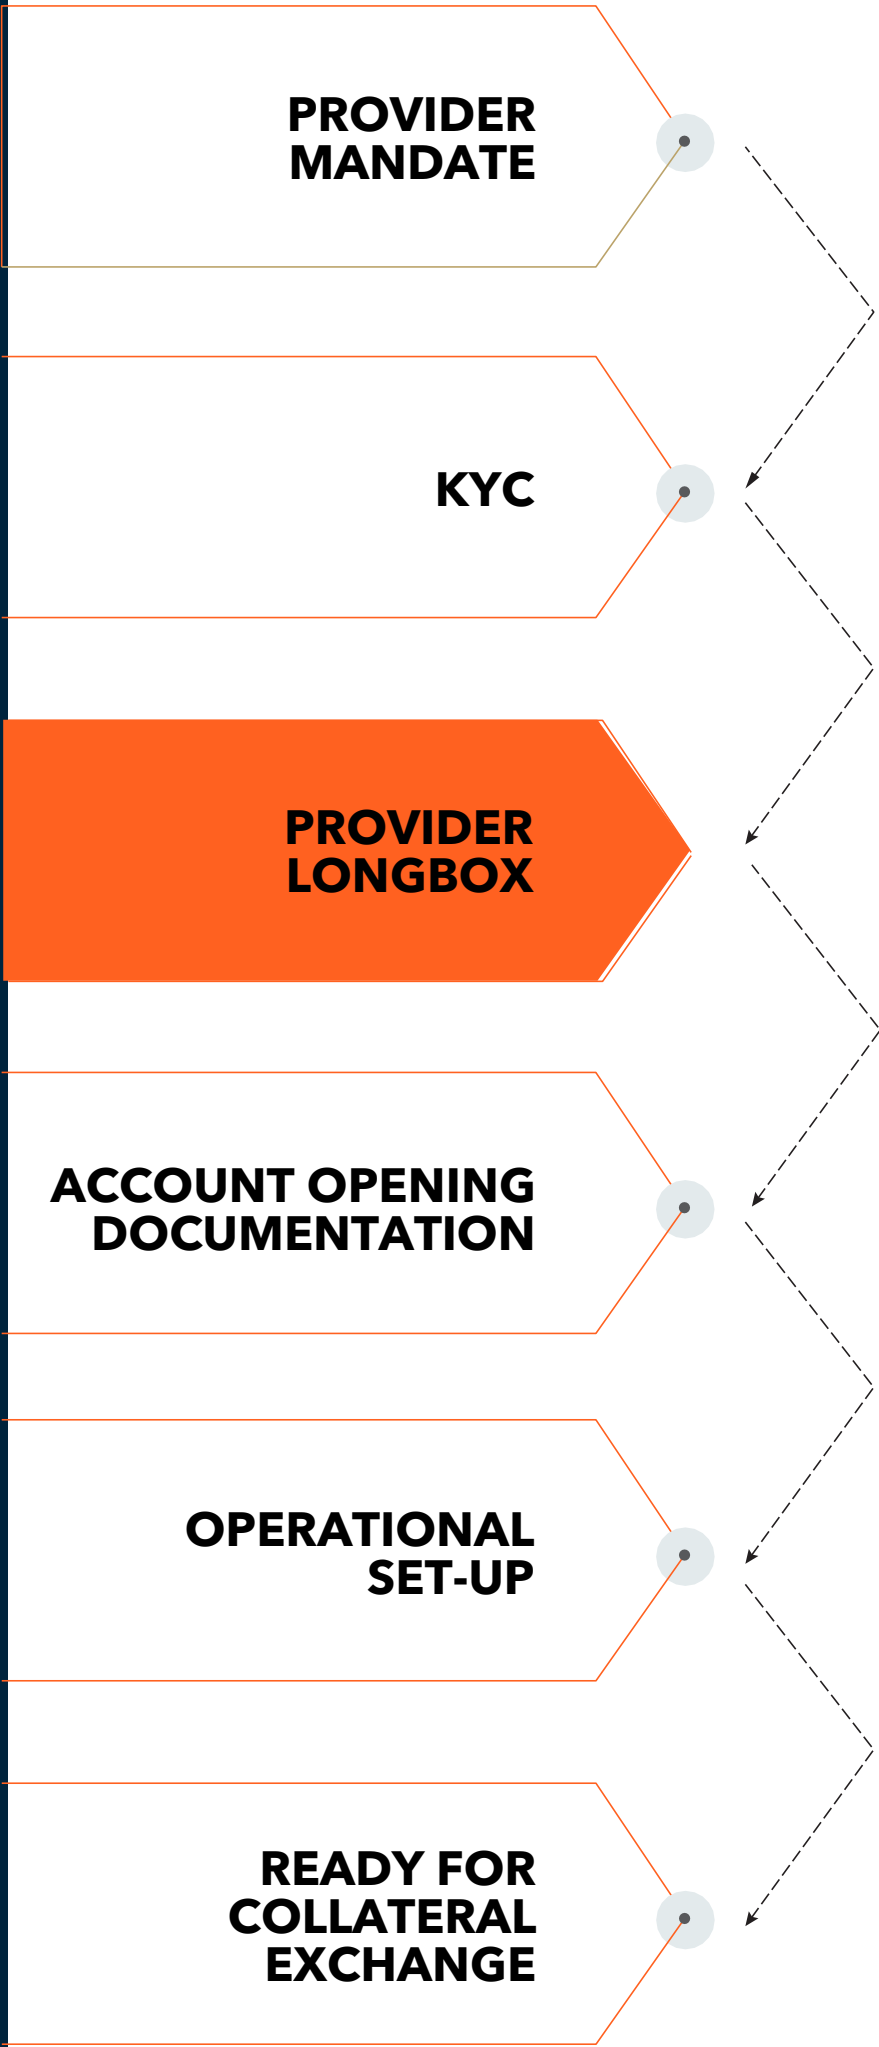 PROVIDER
MANDATE
KYC
PROVIDER
LONGBOX
ACCOUNT OPENING
DOCUMENTATION
OPERATIONAL
SET-UP
READY FOR
COLLATERAL
EXCHANGE